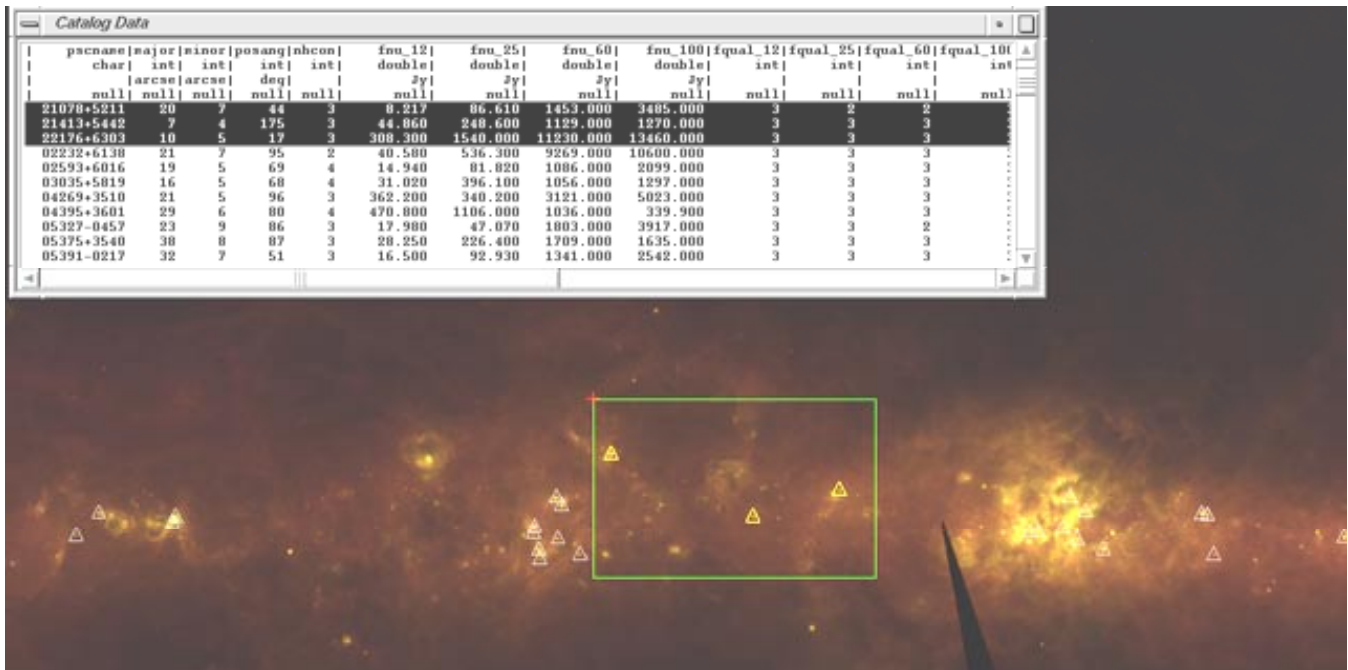 Catalog Data
| pscname|major|minor|posang|nhcon| fnu_12| fnu_25| fnu_60| fnu_100|fqual_12|fqual_25|fqual_60|fqual_100
| char| int| int| int| int| double| double| double| double| int| int| int| int
| |arcse|arcse| deg| | Jy| Jy| Jy| Jy| | | |
| null| null| null| null| null| null| null| null| null| null| null| null| null
21078+5211 20 7 44 3 8.217 86.610 1453.000 3485.000 3 2 2
21413+5442 7 4 175 3 44.860 248.600 1129.000 1270.000 3 3 3
22176+6303 10 5 17 3 308.300 1540.000 11230.000 13460.000 3 3 3
02232+6138 21 7 95 2 40.580 536.300 9269.000 10600.000 3 3 3
02593+6016 19 5 69 4 14.940 81.820 1086.000 2099.000 3 3 3
03035+5819 16 5 68 4 31.020 396.100 1056.000 1297.000 3 3 3
04269+3510 21 5 96 3 362.200 340.200 3121.000 5023.000 3 3 3
04395+3601 29 6 80 4 470.800 1106.000 1036.000 339.900 3 3 3
05327-0457 23 9 86 3 17.980 47.070 1803.000 3917.000 3 3 2
05375+3540 38 8 87 3 28.250 226.400 1709.000 1635.000 3 3 3
05391-0217 32 7 51 3 16.500 92.930 1341.000 2542.000 3 3 3